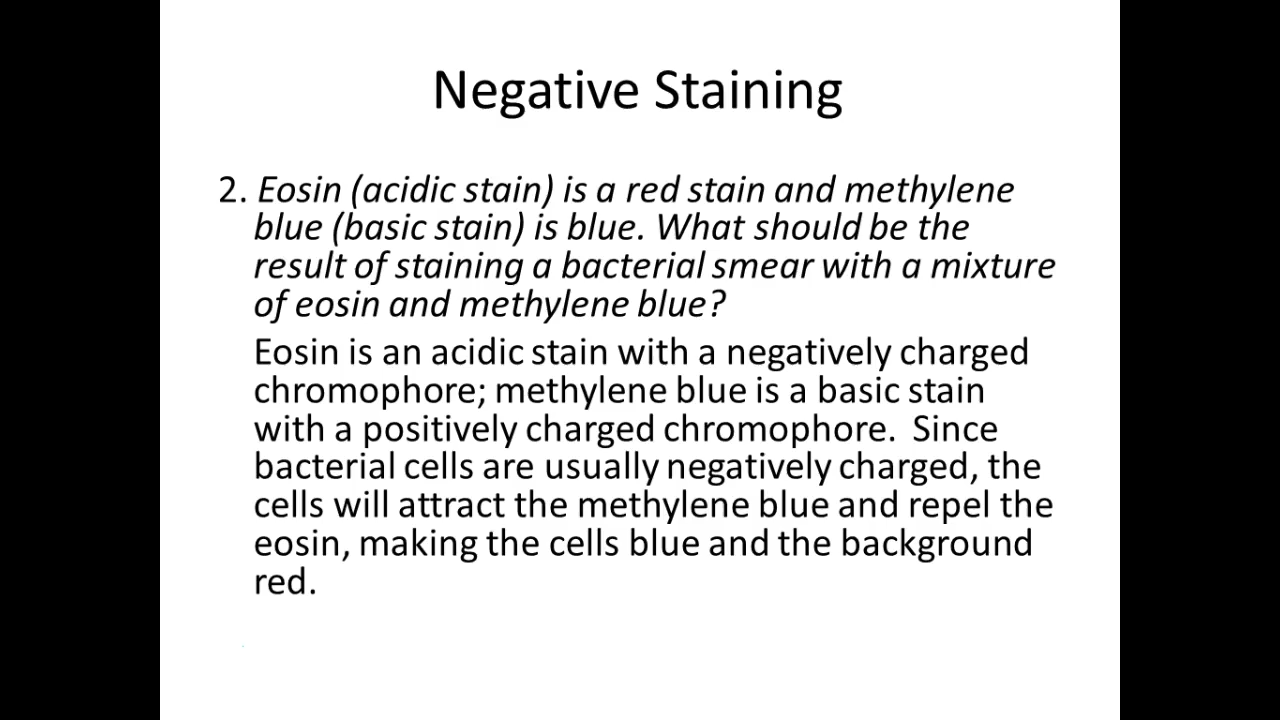 Negative Staining
2. Eosin (acidic stain) is a red stain and methylene
blue (basic stain) is blue. What should be the
result of staining a bacterial smear with a mixture
of eosin and methylene blue?
Eosin is an acidic stain with a negatively charged
chromophore; methylene blue is a basic stain
with a positively charged chromophore.  Since
bacterial cells are usually negatively charged, the
cells will attract the methylene blue and repel the
eosin, making the cells blue and the background
red.